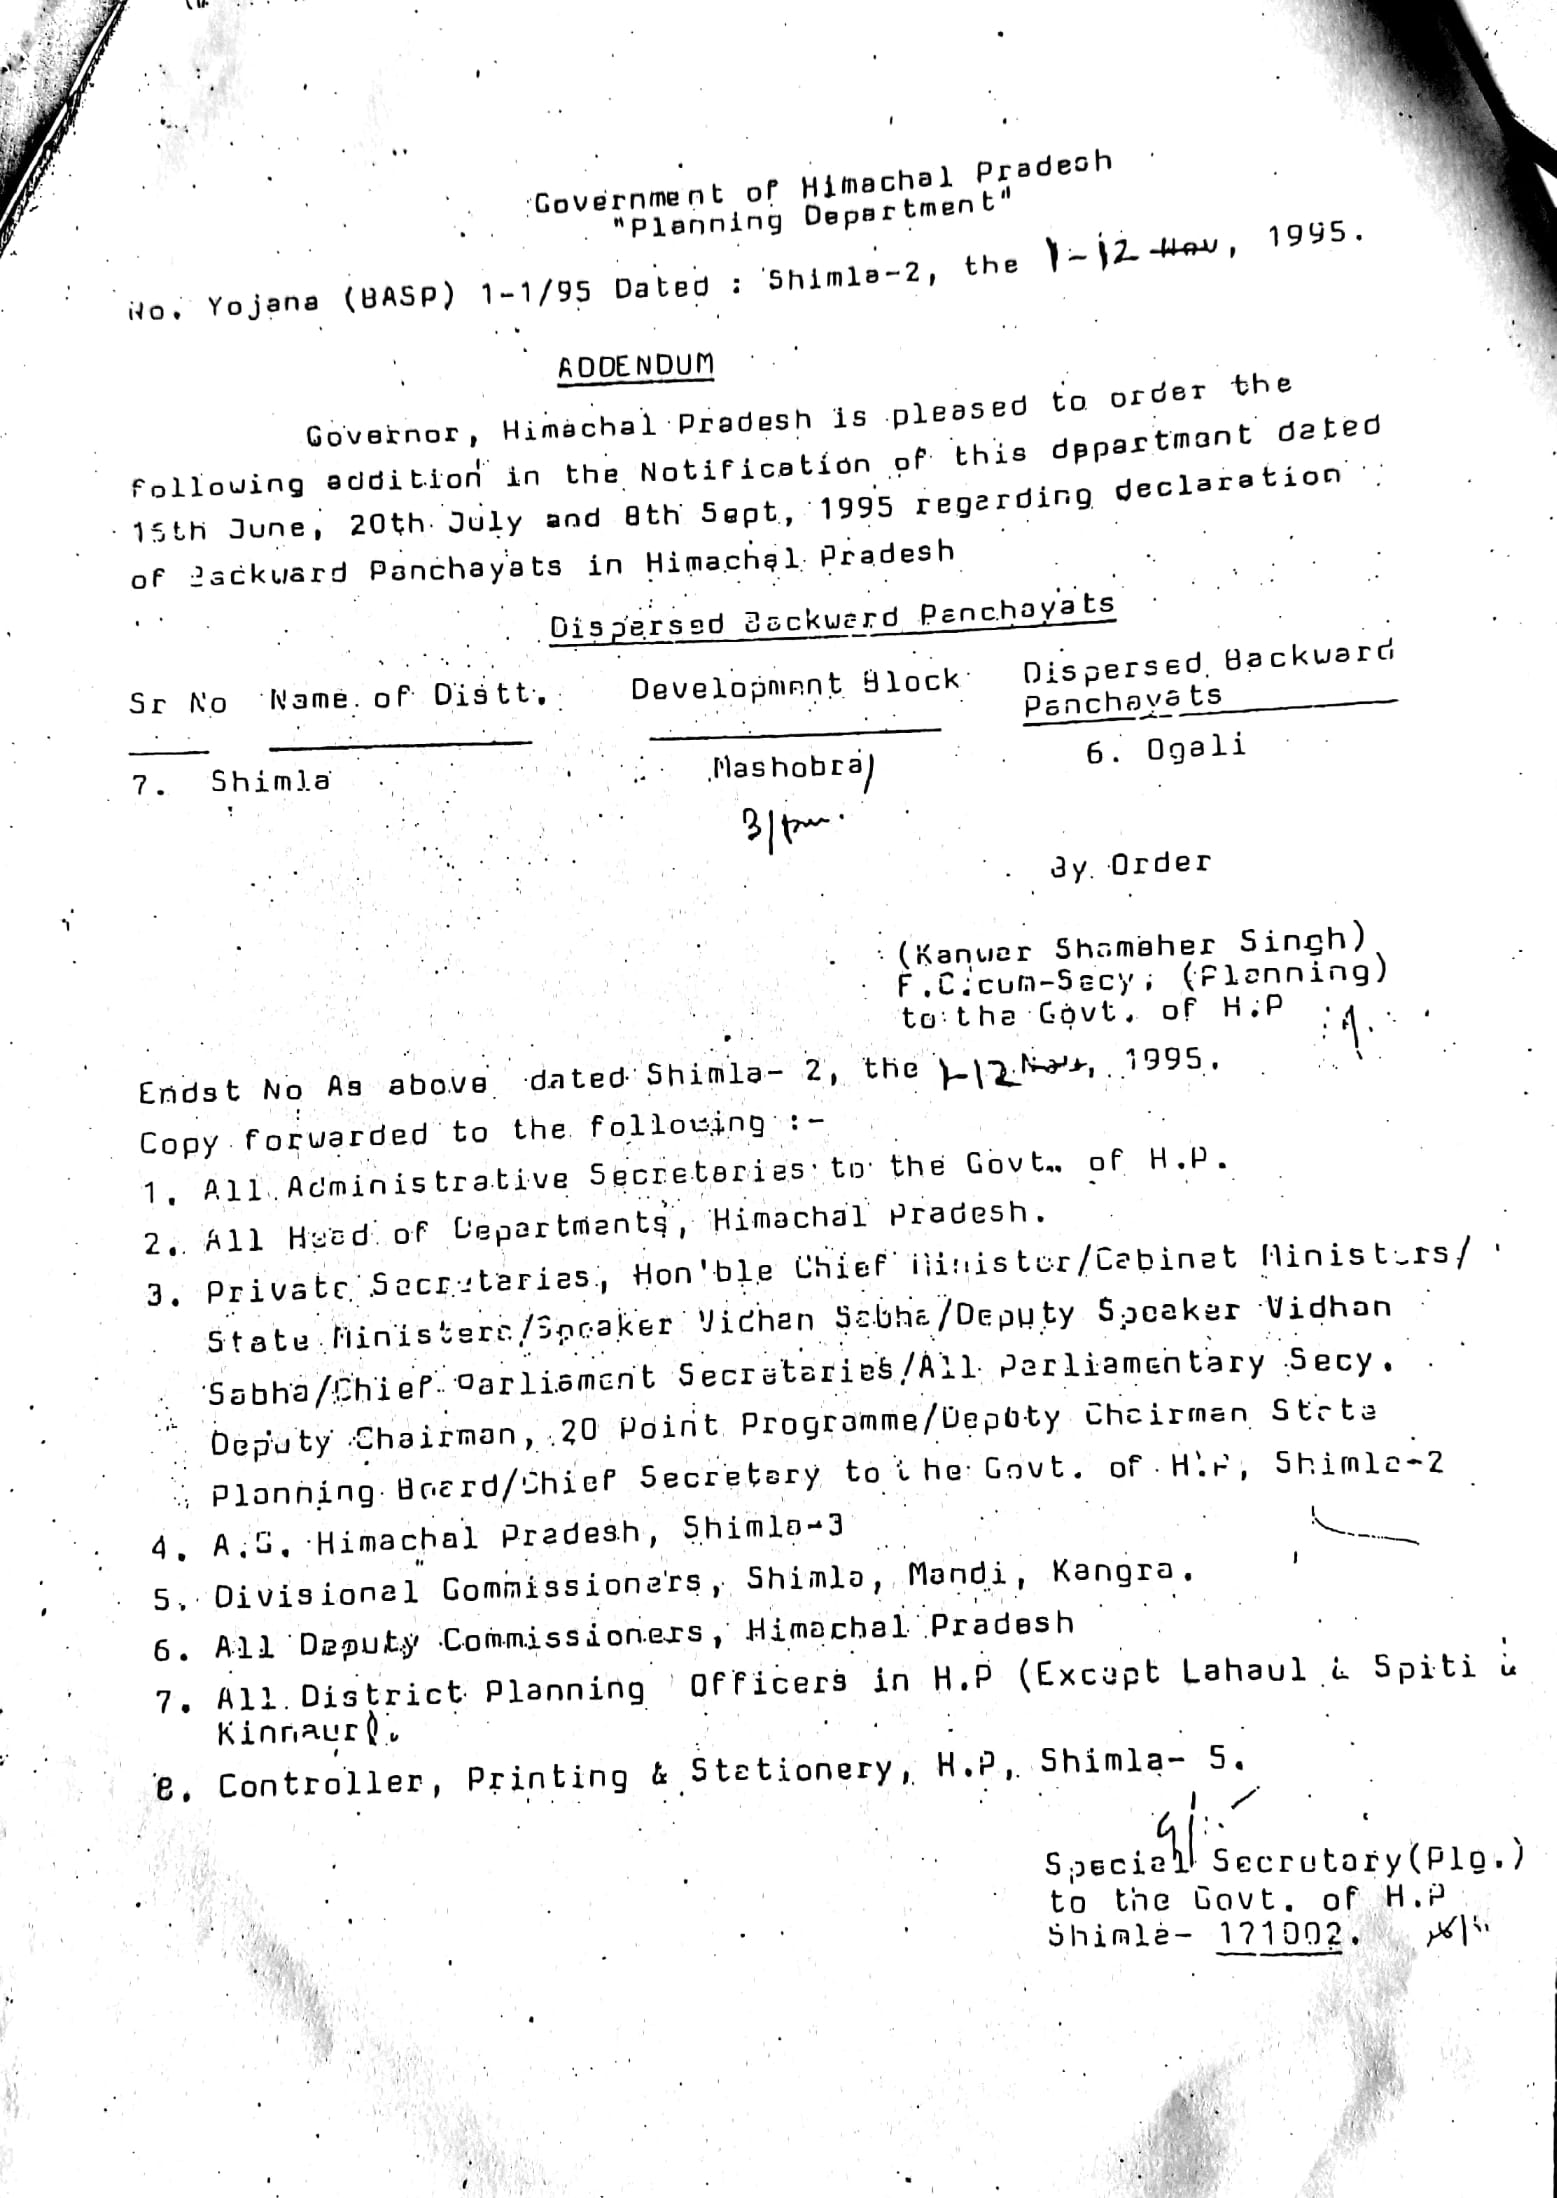 Government of Himachal Pradesh
"Planning Department"
No. Yojana (BASP) 1-1/95 Dated : Shimla-2, the 1-12 Nov, 1995.
ADDENDUM
Governor, Himachal Pradesh is pleased to order the
following addition in the Notification of this department dated
15th June, 20th July and 8th Sept, 1995 regarding declaration
of Backward Panchayats in Himachal Pradesh
Dispersed Backward Panchayats
Sr No Name of Distt. Development Block Dispersed Backward
Panchayats
7. Shimla Mashobra 6. Ogali
By Order
(Kanwar Shamsher Singh)
F.C.cum-Secy. (Planning)
to the Govt. of H.P
Endst No As above dated Shimla- 2, the 1-12 Nov, 1995.
Copy forwarded to the following :-
1. All Administrative Secretaries to the Govt. of H.P.
2. All Head of Departments, Himachal Pradesh.
3. Private Secretaries, Hon'ble Chief Minister/Cabinet Ministers/
State Ministers/Speaker Vidhan Sabha/Deputy Speaker Vidhan
Sabha/Chief Parliament Secretaries/All Parliamentary Secy.
Deputy Chairman, 20 Point Programme/Deputy Chairman State
Planning Board/Chief Secretary to the Govt. of H.P, Shimla-2
4. A.G. Himachal Pradesh, Shimla-3
5. Divisional Commissioners, Shimla, Mandi, Kangra.
6. All Deputy Commissioners, Himachal Pradesh
7. All District Planning Officers in H.P (Except Lahaul & Spiti &
Kinnaur).
8. Controller, Printing & Stationery, H.P, Shimla- 5.
Special Secretary(Plg.)
to the Govt. of H.P
Shimla- 171002.